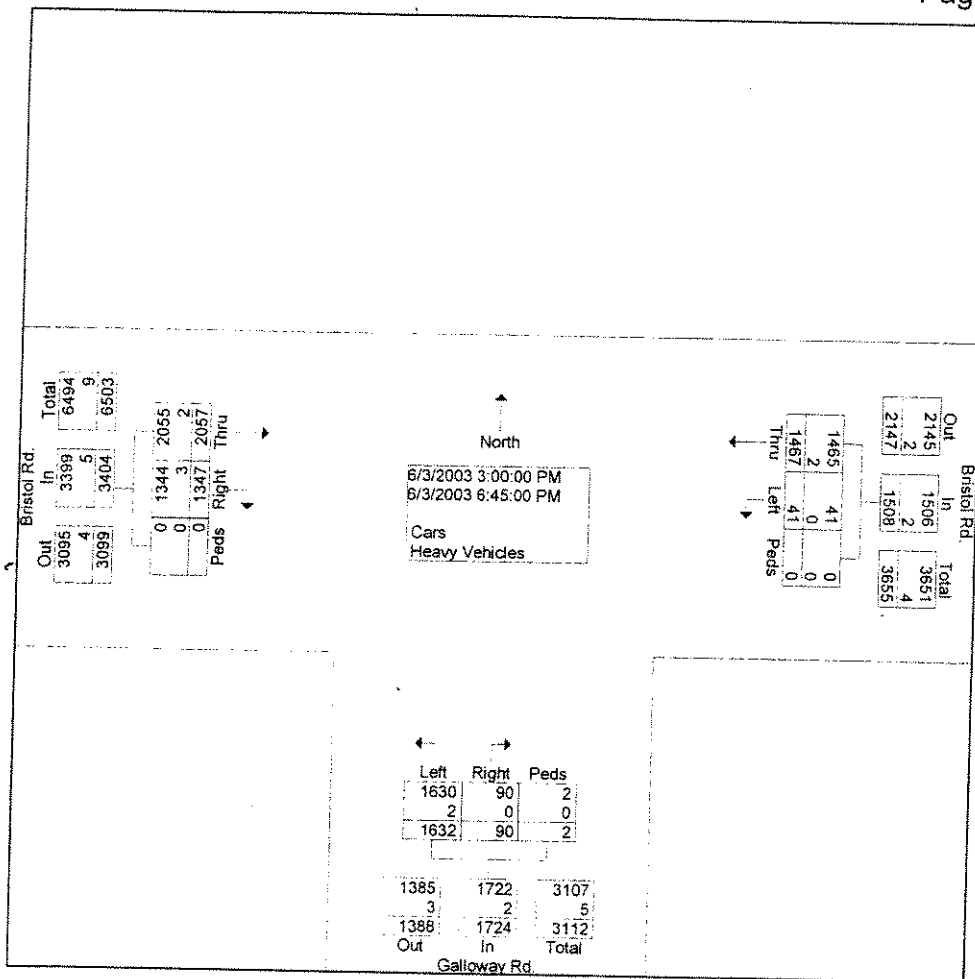 Bristol Rd.
Total
6494
9
6503
In
3399
5
3404
Out
3095
4
3099
Thru
2055
2
2057
Right
1344
3
1347
Peds
0
0
0
North
6/3/2003 3:00:00 PM
6/3/2003 6:45:00 PM
Cars
Heavy Vehicles
Bristol Rd.
Out
2145
2
2147
In
1506
2
1508
Total
3651
4
3655
1465
2
1467
Thru
41
0
41
Left
0
0
0
Peds
Left Right Peds
1630 90 2
2 0 0
1632 90 2
1385 1722 3107
3 2 5
1388 1724 3112
Out In Total
Galloway Rd.